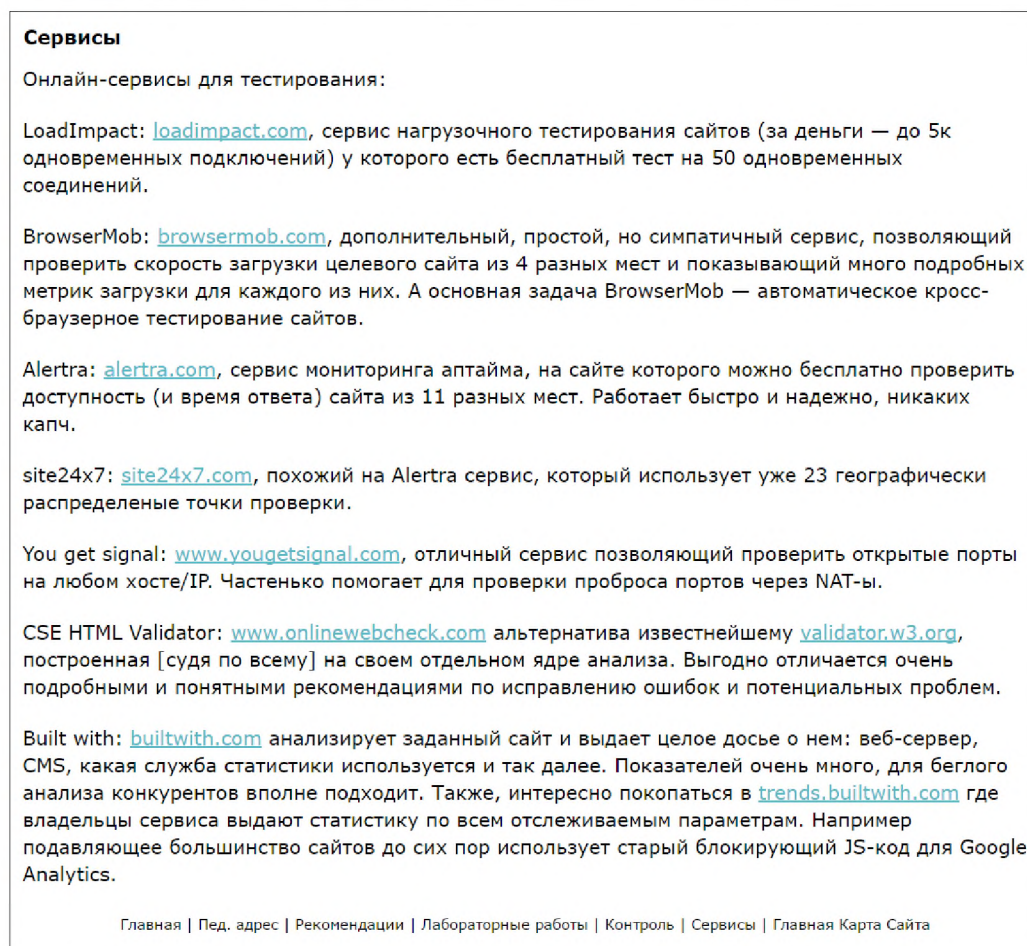 Сервисы
Онлайн-сервисы для тестирования:
LoadImpact: loadimpact.com, сервис нагрузочного тестирования сайтов (за деньги — до 5к
одновременных подключений) у которого есть бесплатный тест на 50 одновременных
соединений.
BrowserMob: browsermob.com, дополнительный, простой, но симпатичный сервис, позволяющий
проверить скорость загрузки целевого сайта из 4 разных мест и показывающий много подробных
метрик загрузки для каждого из них. А основная задача BrowserMob — автоматическое кросс-
браузерное тестирование сайтов.
Alertra: alertra.com, сервис мониторинга аптайма, на сайте которого можно бесплатно проверить
доступность (и время ответа) сайта из 11 разных мест. Работает быстро и надежно, никаких
капч.
site24x7: site24x7.com, похожий на Alertra сервис, который использует уже 23 географически
распределеные точки проверки.
You get signal: www.yougetsignal.com, отличный сервис позволяющий проверить открытые порты
на любом хосте/IP. Частенько помогает для проверки проброса портов через NAT-ы.
CSE HTML Validator: www.onlinewebcheck.com альтернатива известнейшему validator.w3.org,
построенная [судя по всему] на своем отдельном ядре анализа. Выгодно отличается очень
подробными и понятными рекомендациями по исправлению ошибок и потенциальных проблем.
Built with: builtwith.com анализирует заданный сайт и выдает целое досье о нем: веб-сервер,
CMS, какая служба статистики используется и так далее. Показателей очень много, для беглого
анализа конкурентов вполне подходит. Также, интересно покопаться в trends.builtwith.com где
владельцы сервиса выдают статистику по всем отслеживаемым параметрам. Например
подавляющее большинство сайтов до сих пор использует старый блокирующий JS-код для Google
Analytics.
Главная | Пед. адрес | Рекомендации | Лабораторные работы | Контроль | Сервисы | Главная Карта Сайта